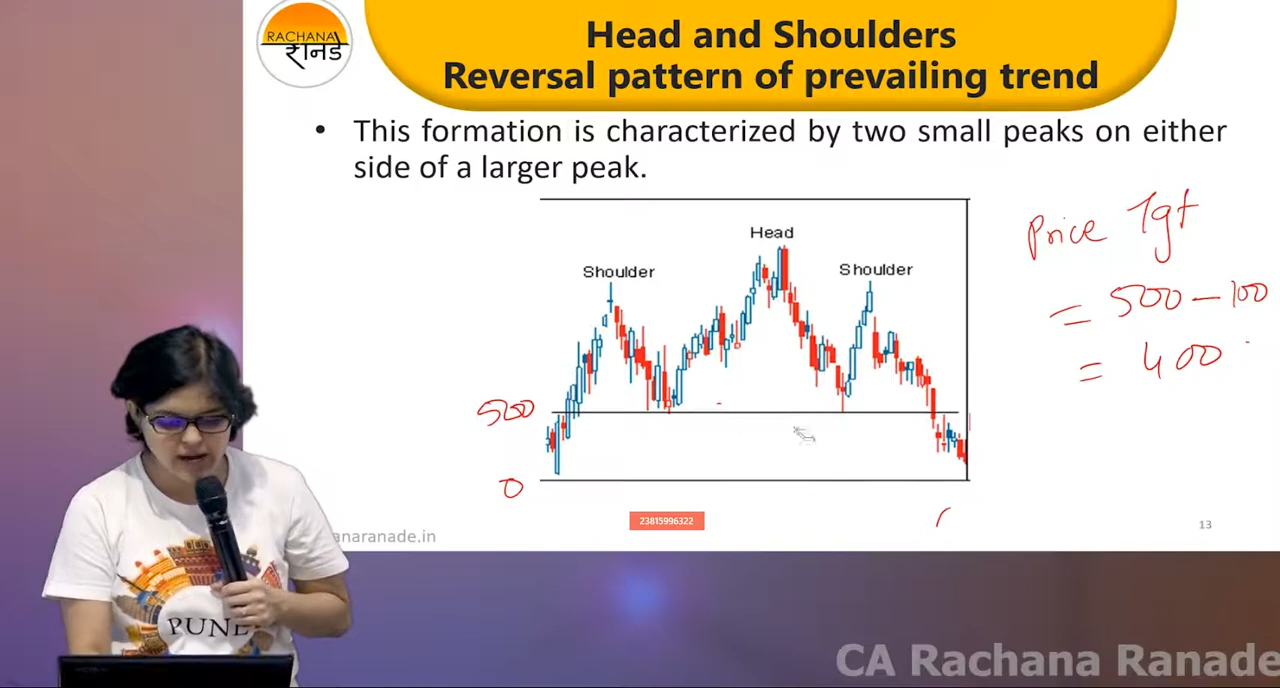 RACHANA
रानडे
Head and Shoulders
Reversal pattern of prevailing trend
• This formation is characterized by two small peaks on either
side of a larger peak.
Head
Shoulder
Shoulder
500
0
Price Tgt
= 500 - 100
= 400
23815996322
anaranade.in
13
PUNE
CA Rachana Ranade